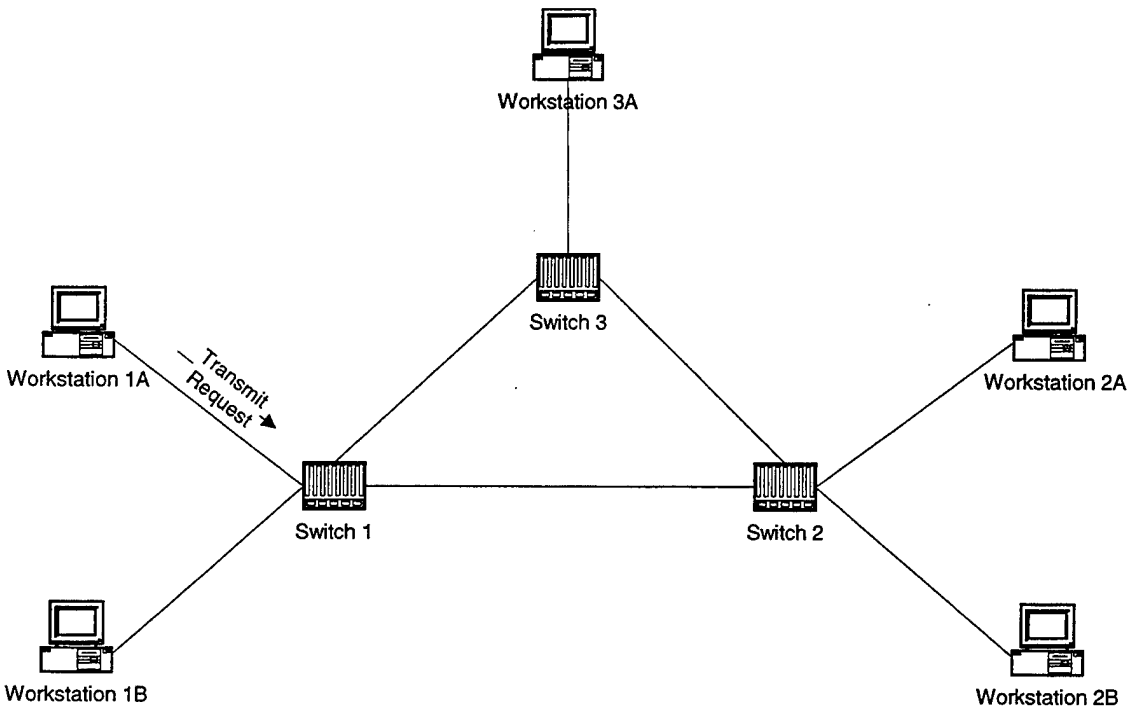 Workstation 3A
Switch 3
Workstation 1A
Transmit
Request
Workstation 2A
Switch 1
Switch 2
Workstation 1B
Workstation 2B